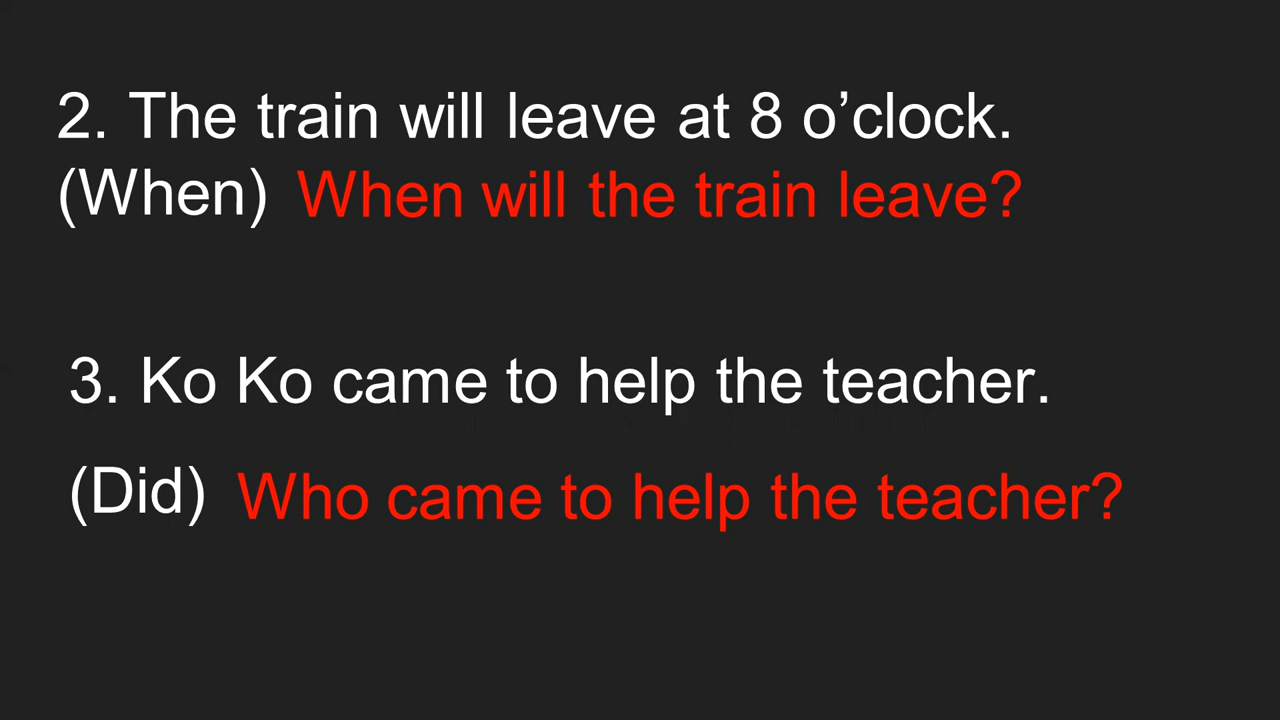 2. The train will leave at 8 o’clock.
(When) When will the train leave?
3. Ko Ko came to help the teacher.
(Did) Who came to help the teacher?